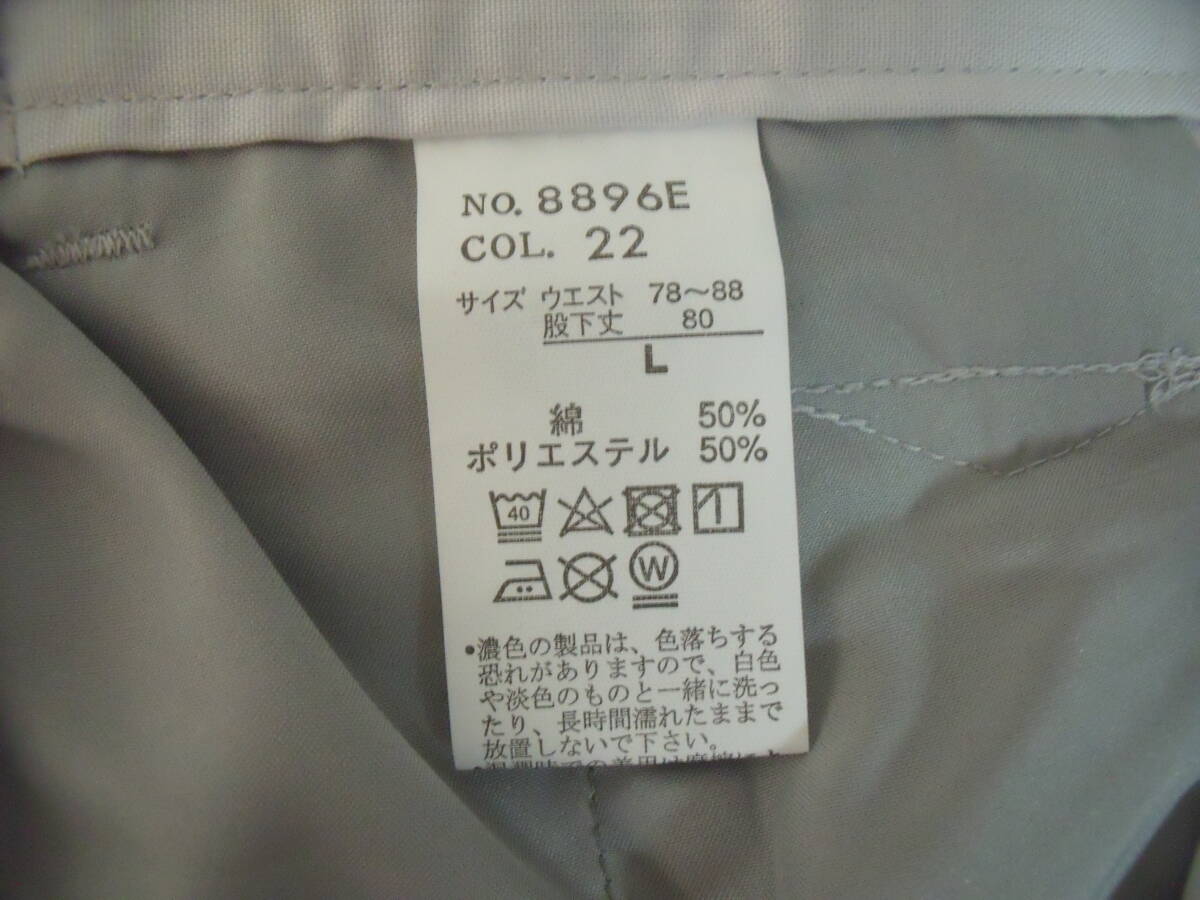 NO. 8896E
COL. 22
サイズ ウエスト 78～88
股下丈 80
L
綿 50%
ポリエステル 50%
40
W
•濃色の製品は、色落ちする
恐れがありますので、白色
や淡色のものと一緒に洗っ
たり、長時間濡れたままで
放置しないで下さい。